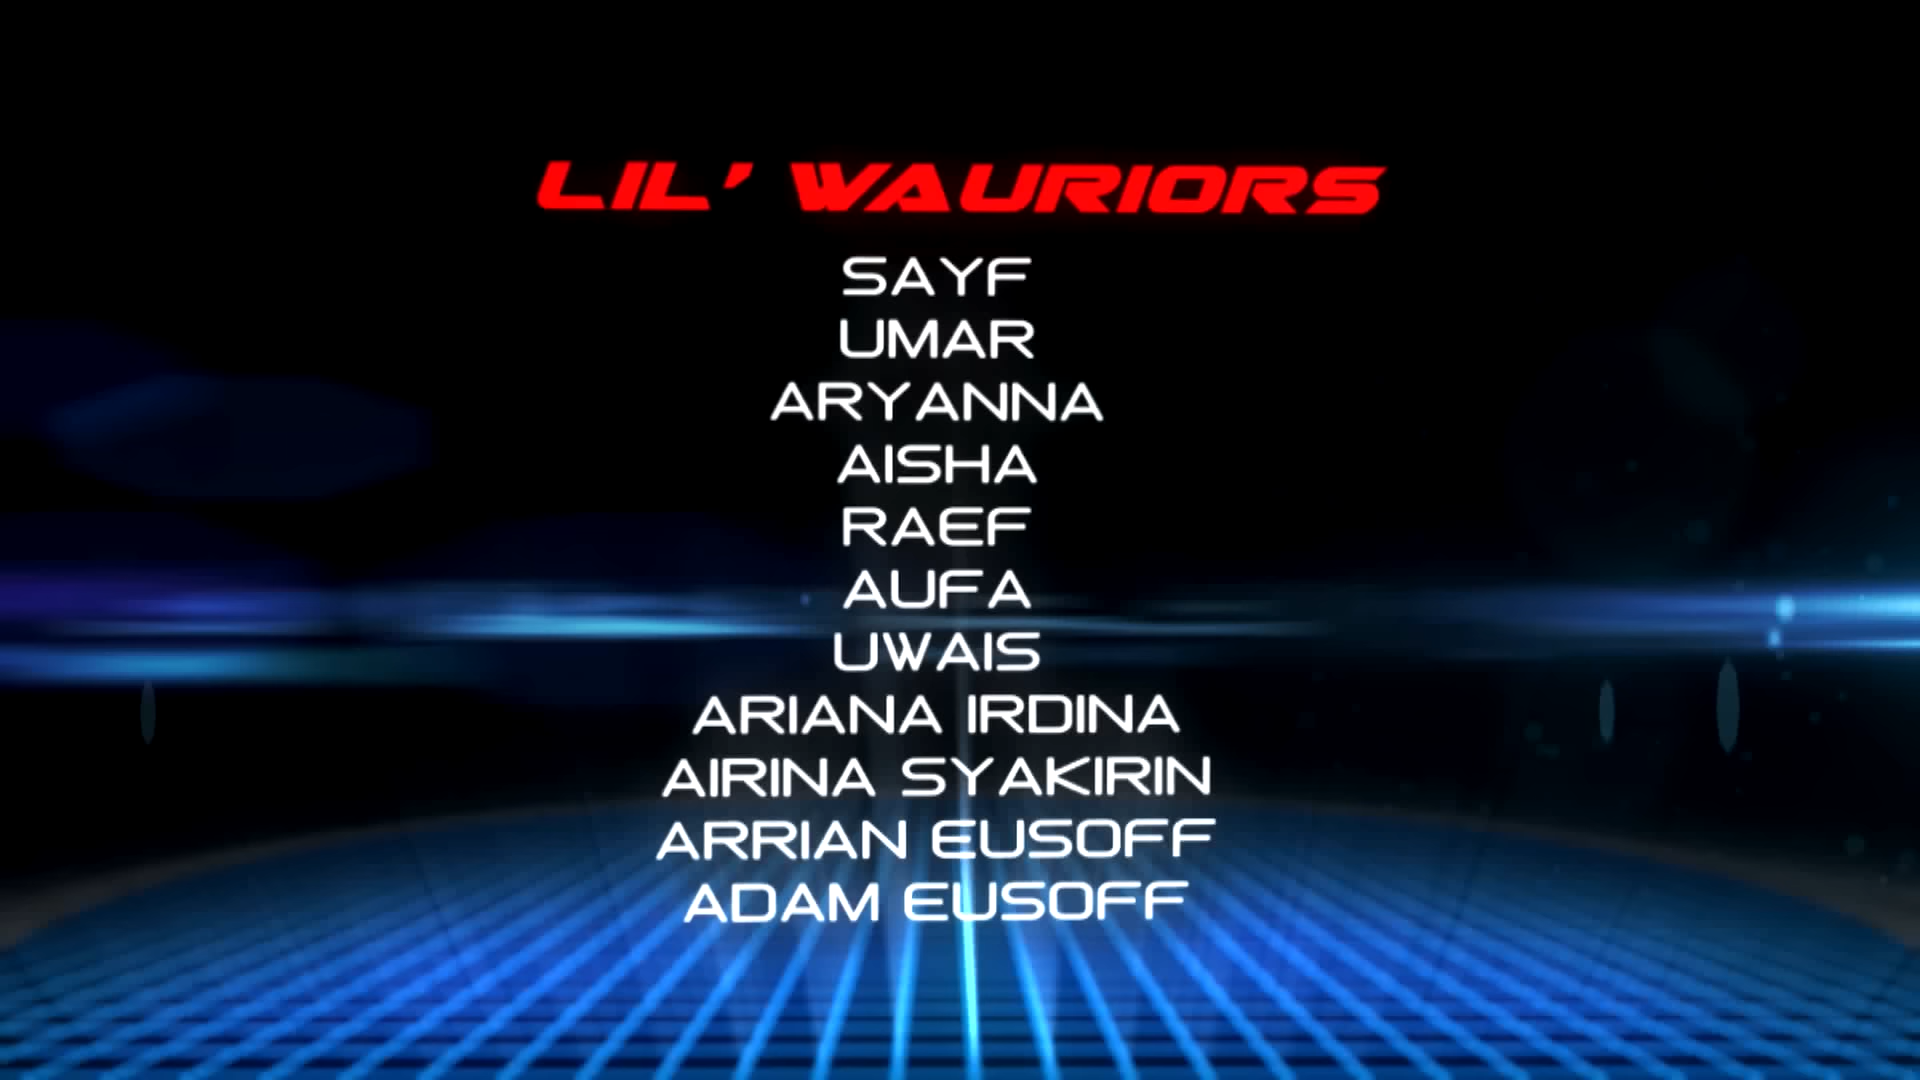 LIL' WAURIORS
SAYF
UMAR
ARYANNA
AISHA
RAEF
AUFA
UWAIS
ARIANA IRDINA
AIRINA SYAKIRIN
ARRIAN EUSOFF
ADAM EUSOFF